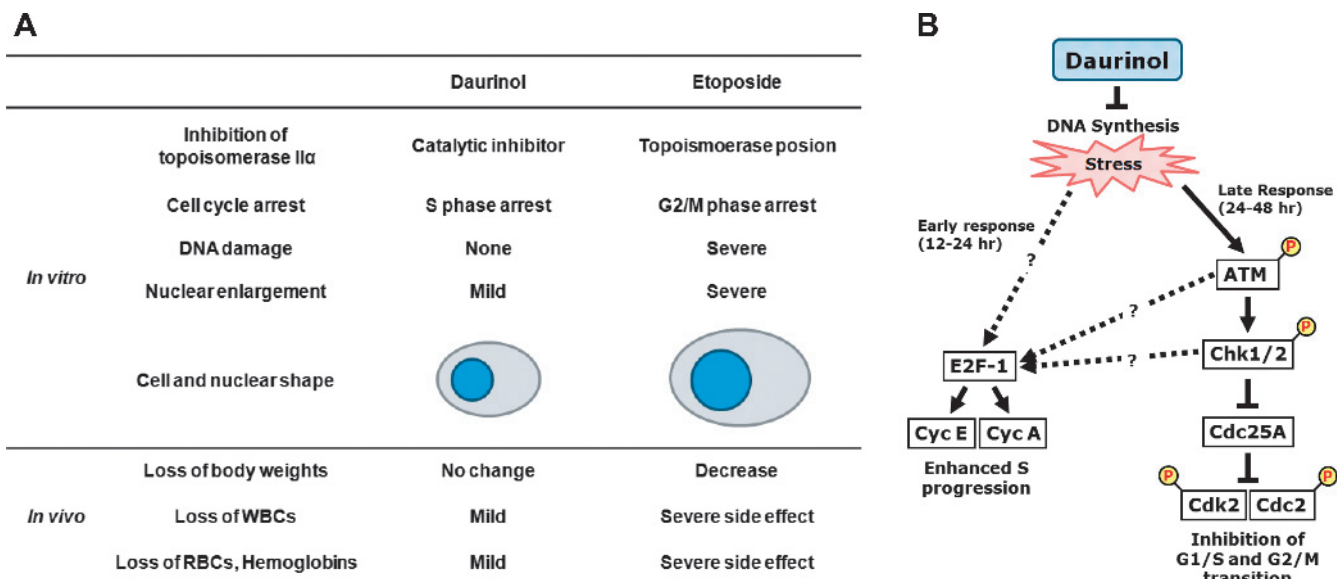 A
Daurinol Etoposide
Inhibition of
topoisomerase IIα Catalytic inhibitor Topoismoerase posion
Cell cycle arrest S phase arrest G2/M phase arrest
DNA damage None Severe
In vitro
Nuclear enlargement Mild Severe
Cell and nuclear shape
Loss of body weights No change Decrease
In vivo Loss of WBCs Mild Severe side effect
Loss of RBCs, Hemoglobins Mild Severe side effect
B
Daurinol
DNA Synthesis
Stress
Late Response
(24-48 hr)
Early response
(12-24 hr)
?
P
ATM
?
P
Chk1/2
?
E2F-1
Cyc E Cyc A
Cdc25A
Enhanced S
progression
P P
Cdk2 Cdc2
Inhibition of
G1/S and G2/M
transition